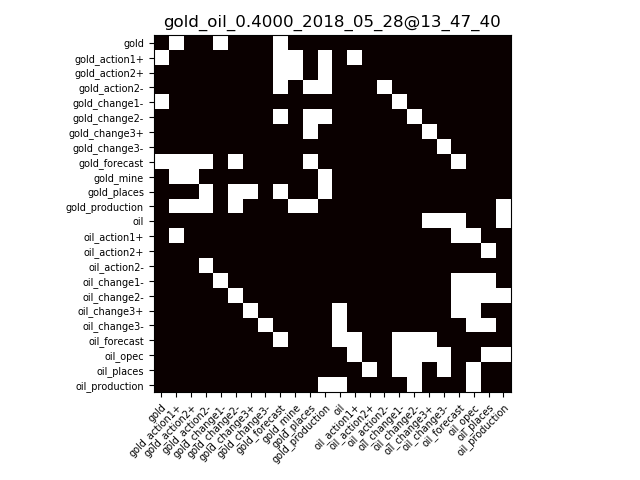 gold_oil_0.4000_2018_05_28@13_47_40
gold
gold_action1+
gold_action2+
gold_action2-
gold_change1-
gold_change2-
gold_change3+
gold_change3-
gold_forecast
gold_mine
gold_places
gold_production
oil
oil_action1+
oil_action2+
oil_action2-
oil_change1-
oil_change2-
oil_change3+
oil_change3-
oil_forecast
oil_opec
oil_places
oil_production
gold
gold_action1+
gold_action2+
gold_action2-
gold_change1-
gold_change2-
gold_change3+
gold_change3-
gold_forecast
gold_mine
gold_places
gold_production
oil
oil_action1+
oil_action2+
oil_action2-
oil_change1-
oil_change2-
oil_change3+
oil_change3-
oil_forecast
oil_opec
oil_places
oil_production